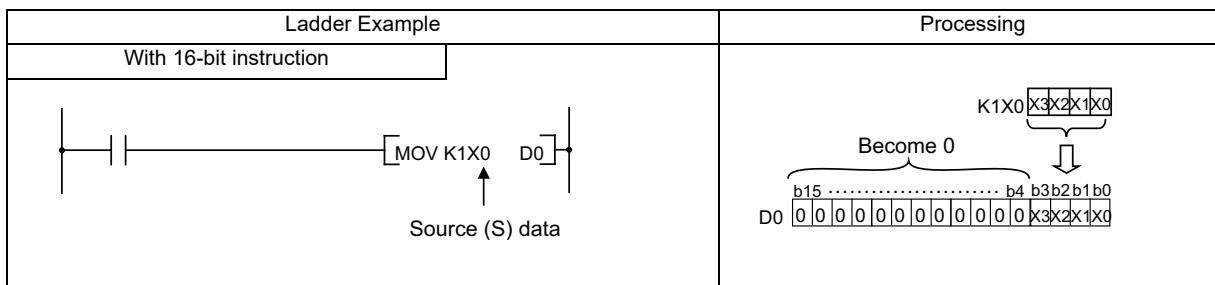 Ladder Example
Processing
With 16-bit instruction
MOV K1X0 D0
Source (S) data
K1X0 X3 X2 X1 X0
Become 0
b15 ........................ b4 b3 b2 b1 b0
D0 0 0 0 0 0 0 0 0 0 0 0 0 X3 X2 X1 X0